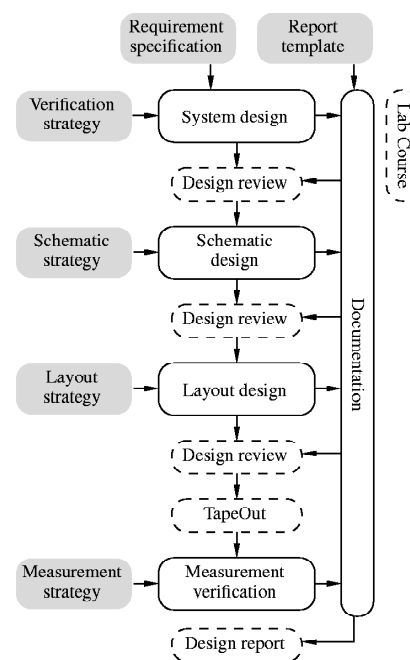 Requirement
specification
Report
template
Verification
strategy
System design
Lab Course
Design review
Schematic
strategy
Schematic
design
Design review
Documentation
Layout
strategy
Layout design
Design review
TapeOut
Measurement
strategy
Measurement
verification
Design report